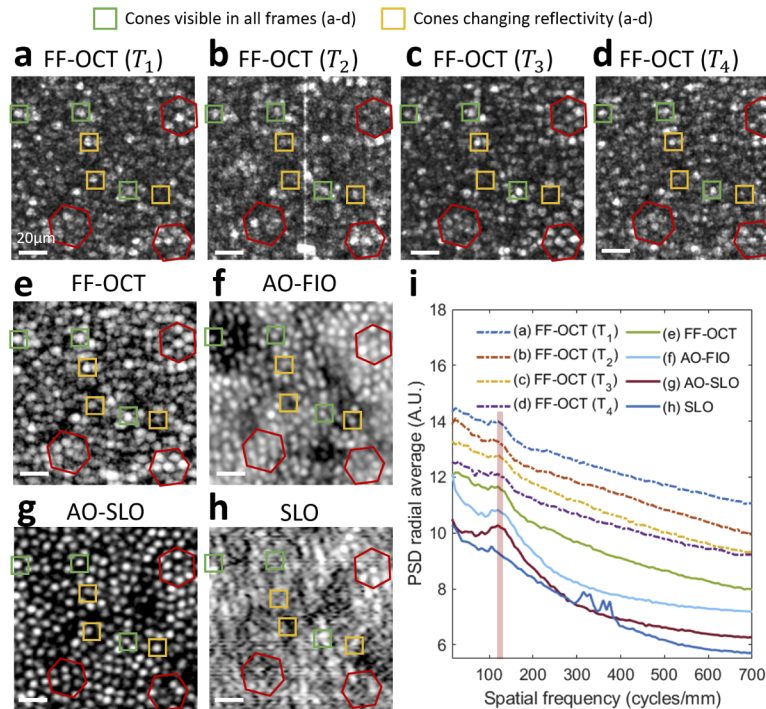 Cones visible in all frames (a-d) Cones changing reflectivity (a-d)
a b c d
FF-OCT (T₁) FF-OCT (T₂) FF-OCT (T₃) FF-OCT (T₄)
20μm
e f i
FF-OCT AO-FIO
g h
AO-SLO SLO
18
16
14
12
10
8
6
PSD radial average (A.U.)
(a) FF-OCT (T₁) (e) FF-OCT
(b) FF-OCT (T₂) (f) AO-FIO
(c) FF-OCT (T₃) (g) AO-SLO
(d) FF-OCT (T₄) (h) SLO
100 200 300 400 500 600 700
Spatial frequency (cycles/mm)